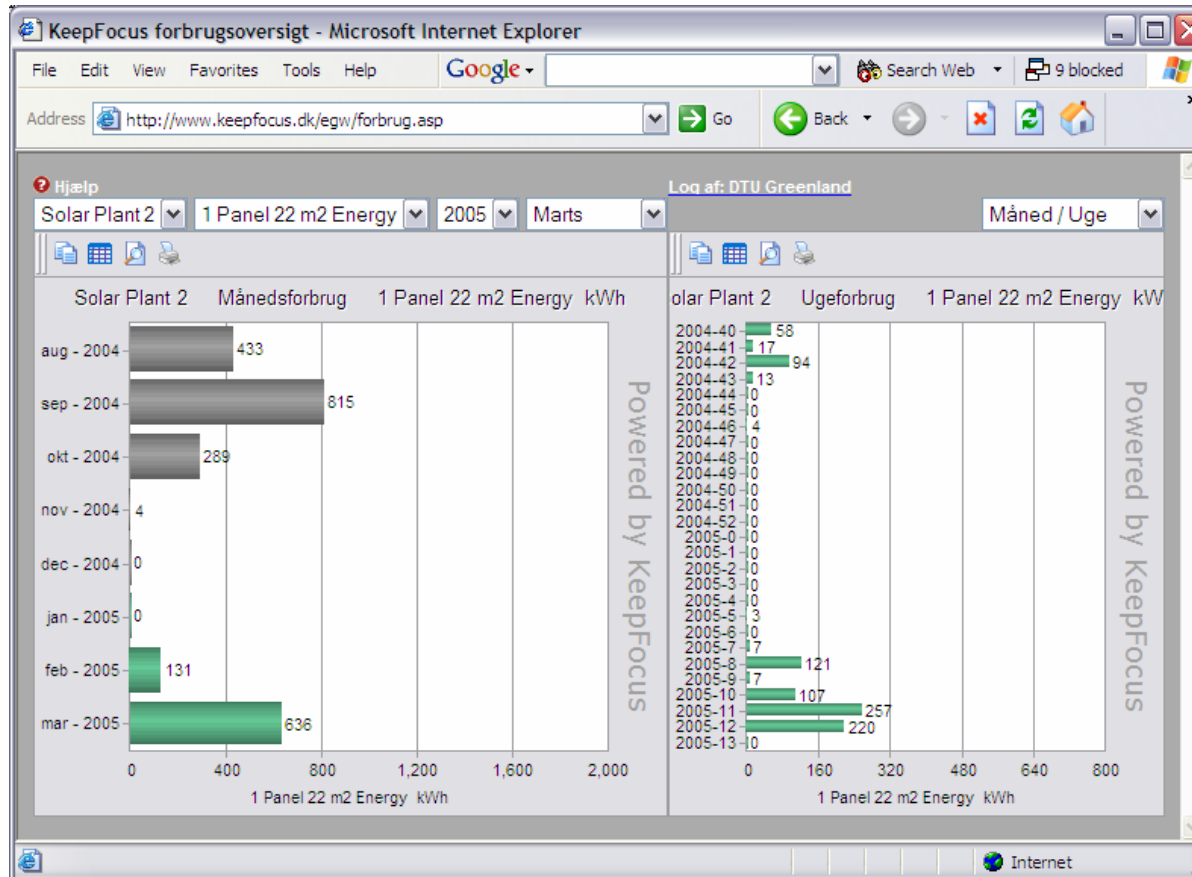 KeepFocus forbrugsoversigt - Microsoft Internet Explorer
File Edit View Favorites Tools Help Google Search Web 9 blocked
Address http://www.keepfocus.dk/egw/forbrug.asp Go Back
Hjælp
Log af: DTU Greenland
Solar Plant 2 1 Panel 22 m2 Energy 2005 Marts
Måned / Uge
Solar Plant 2 Månedsforbrug 1 Panel 22 m2 Energy kWh
aug - 2004 433
sep - 2004 815
okt - 2004 289
nov - 2004 4
dec - 2004 0
jan - 2005 0
feb - 2005 131
mar - 2005 636
0 400 800 1,200 1,600 2,000
1 Panel 22 m2 Energy kWh
Powered by KeepFocus
olar Plant 2 Ugeforbrug 1 Panel 22 m2 Energy kW
2004-40 58
2004-41 17
2004-42 94
2004-43 13
2004-44 0
2004-45 0
2004-46 4
2004-47 0
2004-48 0
2004-49 0
2004-50 0
2004-51 0
2004-52 0
2005-0 0
2005-1 0
2005-2 0
2005-3 0
2005-4 0
2005-5 3
2005-6 0
2005-7 7
2005-8 121
2005-9 7
2005-10 107
2005-11 257
2005-12 220
2005-13 0
0 160 320 480 640 800
1 Panel 22 m2 Energy kWh
Powered by KeepFocus
Internet